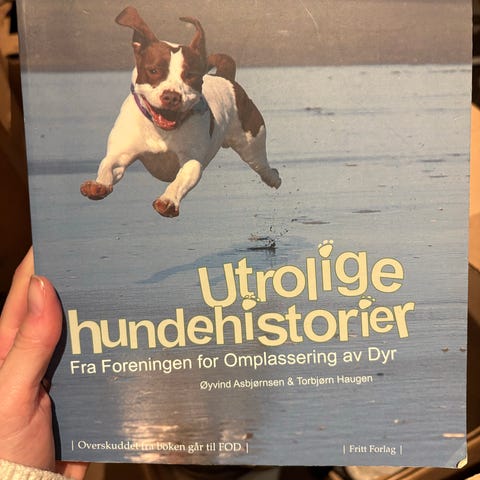 Utrolige
hundehistorier
Fra Foreningen for Omplassering av Dyr
Øyvind Asbjørnsen & Torbjørn Haugen
| Overskuddet fra boken går til FOD |
| Fritt Forlag |